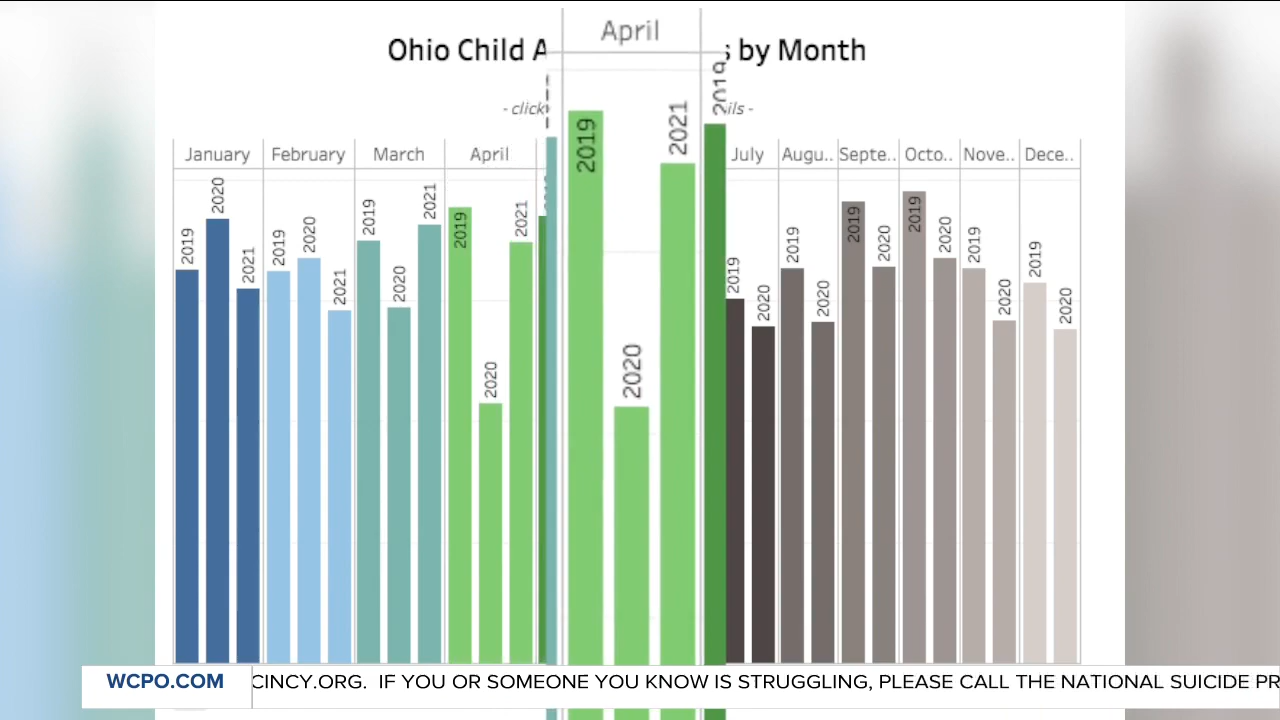 April
Ohio Child A
s by Month
- click
ils -
2019
2020
2021
2019
January
February
March
April
July
Augu..
Septe..
Octo..
Nove..
Dece..
2019
2020
2021
2019
2020
2021
2019
2020
2021
2019
2020
2021
2019
2020
2019
2020
2019
2020
2019
2020
2019
2020
2019
2020
WCPO.COM
CINCY.ORG. IF YOU OR SOMEONE YOU KNOW IS STRUGGLING, PLEASE CALL THE NATIONAL SUICIDE PR